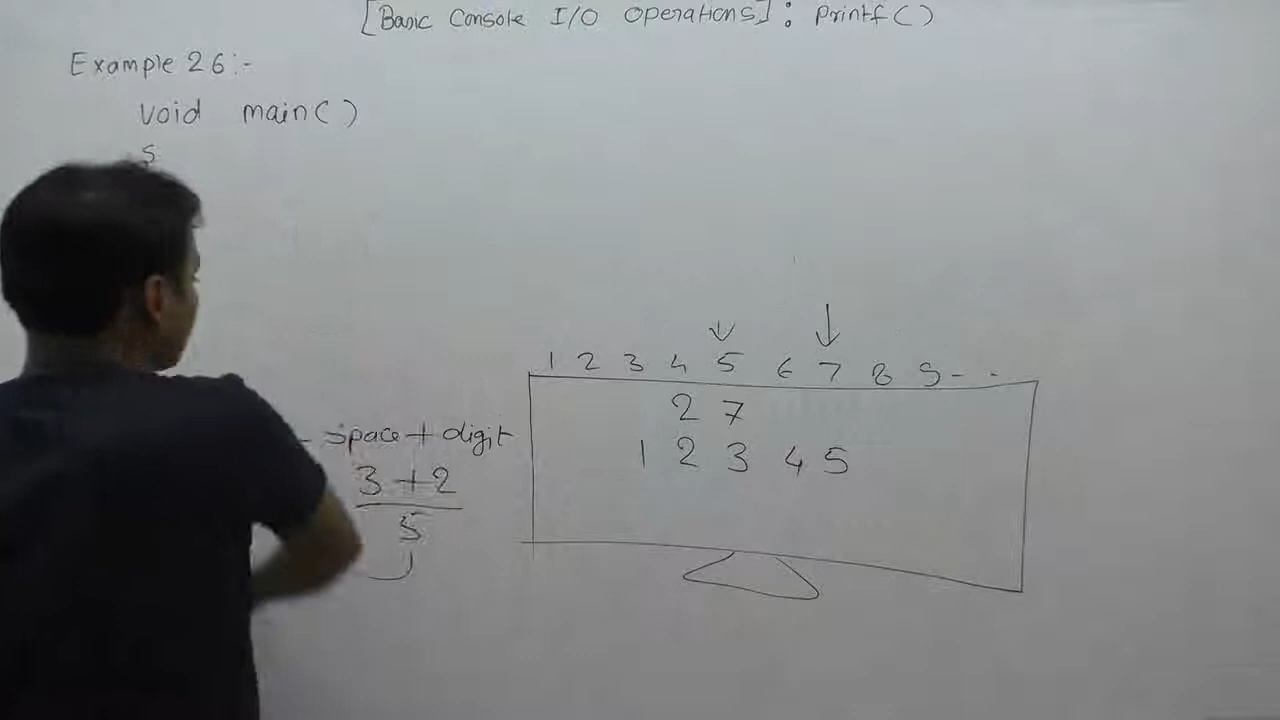 [Basic Console I/O Operations] : printf()
Example 26:-
void main()
{
1 2 3 4 5 6 7 8 9 - -
2 7
space + digit
1 2 3 4 5
3 + 2
5